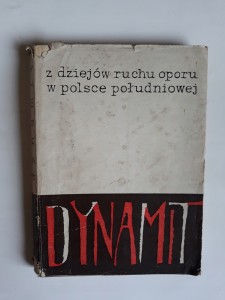 z dziejów ruchu oporu
w polsce południowej
DYNAMIT